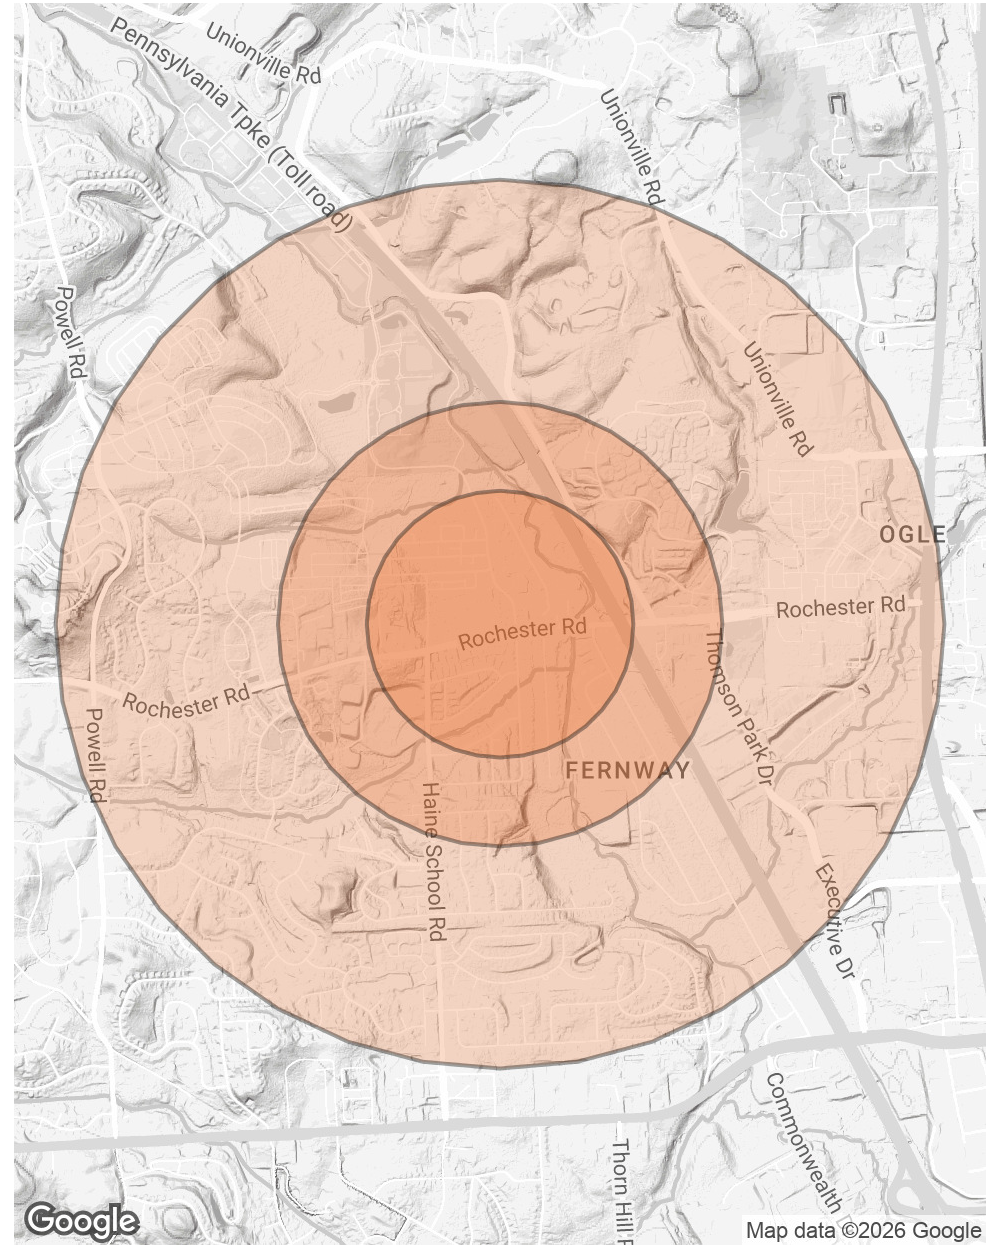 Unionville Rd
Pennsylvania Tpke (Toll road)
Unionville Rd
Powell Rd
Unionville Rd
OGLE
Rochester Rd
Rochester Rd
Thomson Park Dr
Rochester Rd
Powell Rd
FERNWAY
Haine School Rd
Executive Dr
Commonwealth
Thorn Hill
Google
Map data ©2026 Google